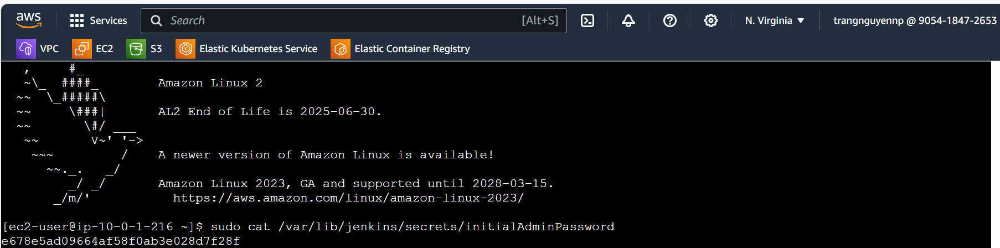 aws Services Search [Alt+S] N. Virginia ▼ trangnguyennp @ 9054-1847-2653
VPC EC2 S3 Elastic Kubernetes Service Elastic Container Registry
   ,     #_
   ~\_  ####_        Amazon Linux 2
  ~~  \_#####\
  ~~     \###|       AL2 End of Life is 2025-06-30.
  ~~       \#/ ___
   ~~       V~' '->
    ~~~         /    A newer version of Amazon Linux is available!
      ~~._.   _/
         _/ _/       Amazon Linux 2023, GA and supported until 2028-03-15.
       _/m/'           https://aws.amazon.com/linux/amazon-linux-2023/
[ec2-user@ip-10-0-1-216 ~]$ sudo cat /var/lib/jenkins/secrets/initialAdminPassword
e678e5ad09664af58f0ab3e028d7f28f